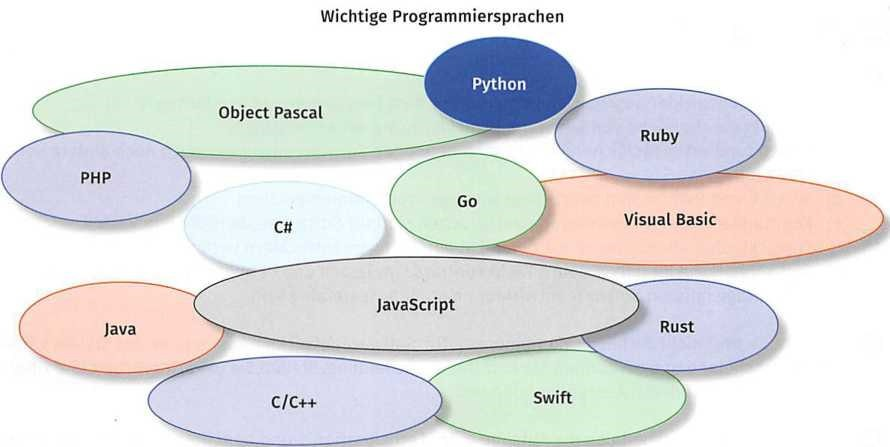 Wichtige Programmiersprachen
Python
Object Pascal
Ruby
PHP
Go
Visual Basic
C#
JavaScript
Java
Rust
C/C++
Swift